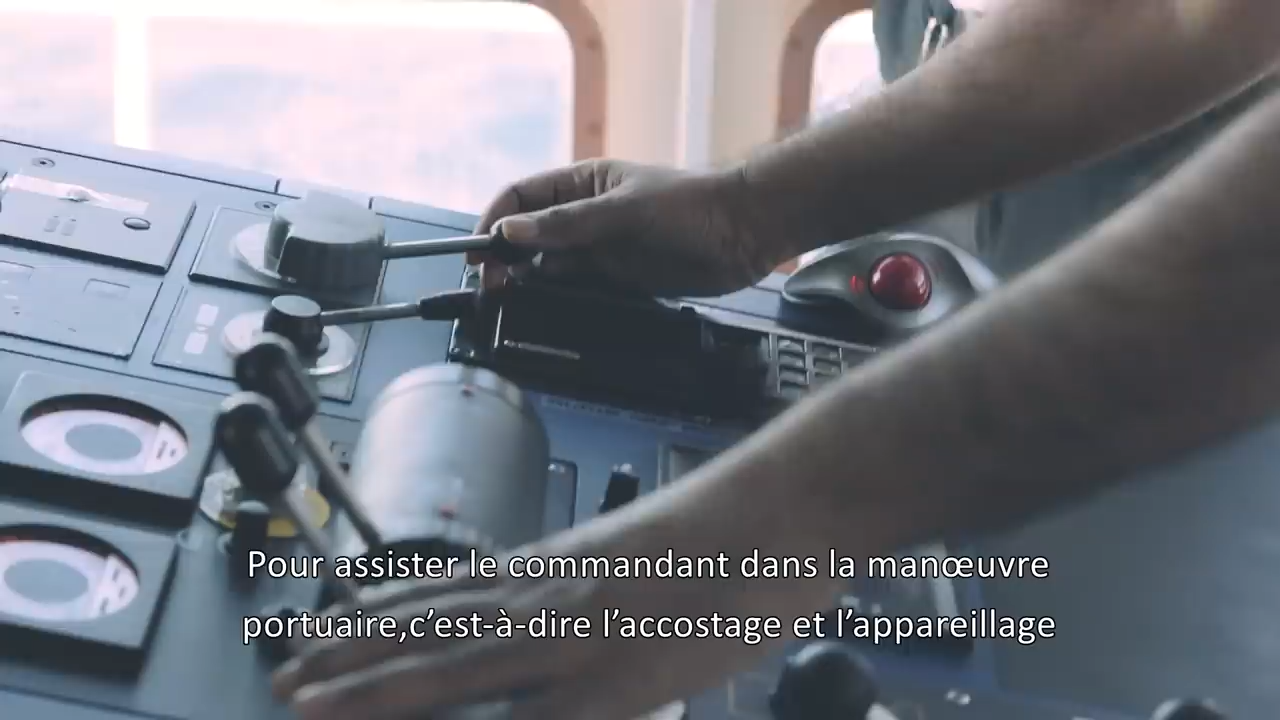 Pour assister le commandant dans la manœuvre
portuaire,c’est-à-dire l’accostage et l’appareillage